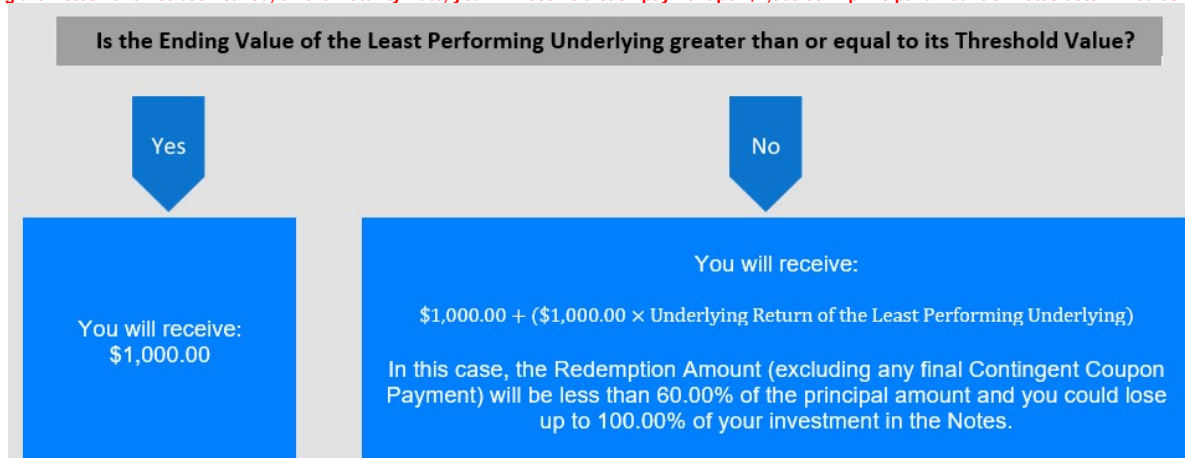 Is the Ending Value of the Least Performing Underlying greater than or equal to its Threshold Value?
Yes
No
You will receive:
$1,000.00
You will receive:
$1,000.00 + ($1,000.00 × Underlying Return of the Least Performing Underlying)
In this case, the Redemption Amount (excluding any final Contingent Coupon
Payment) will be less than 60.00% of the principal amount and you could lose
up to 100.00% of your investment in the Notes.